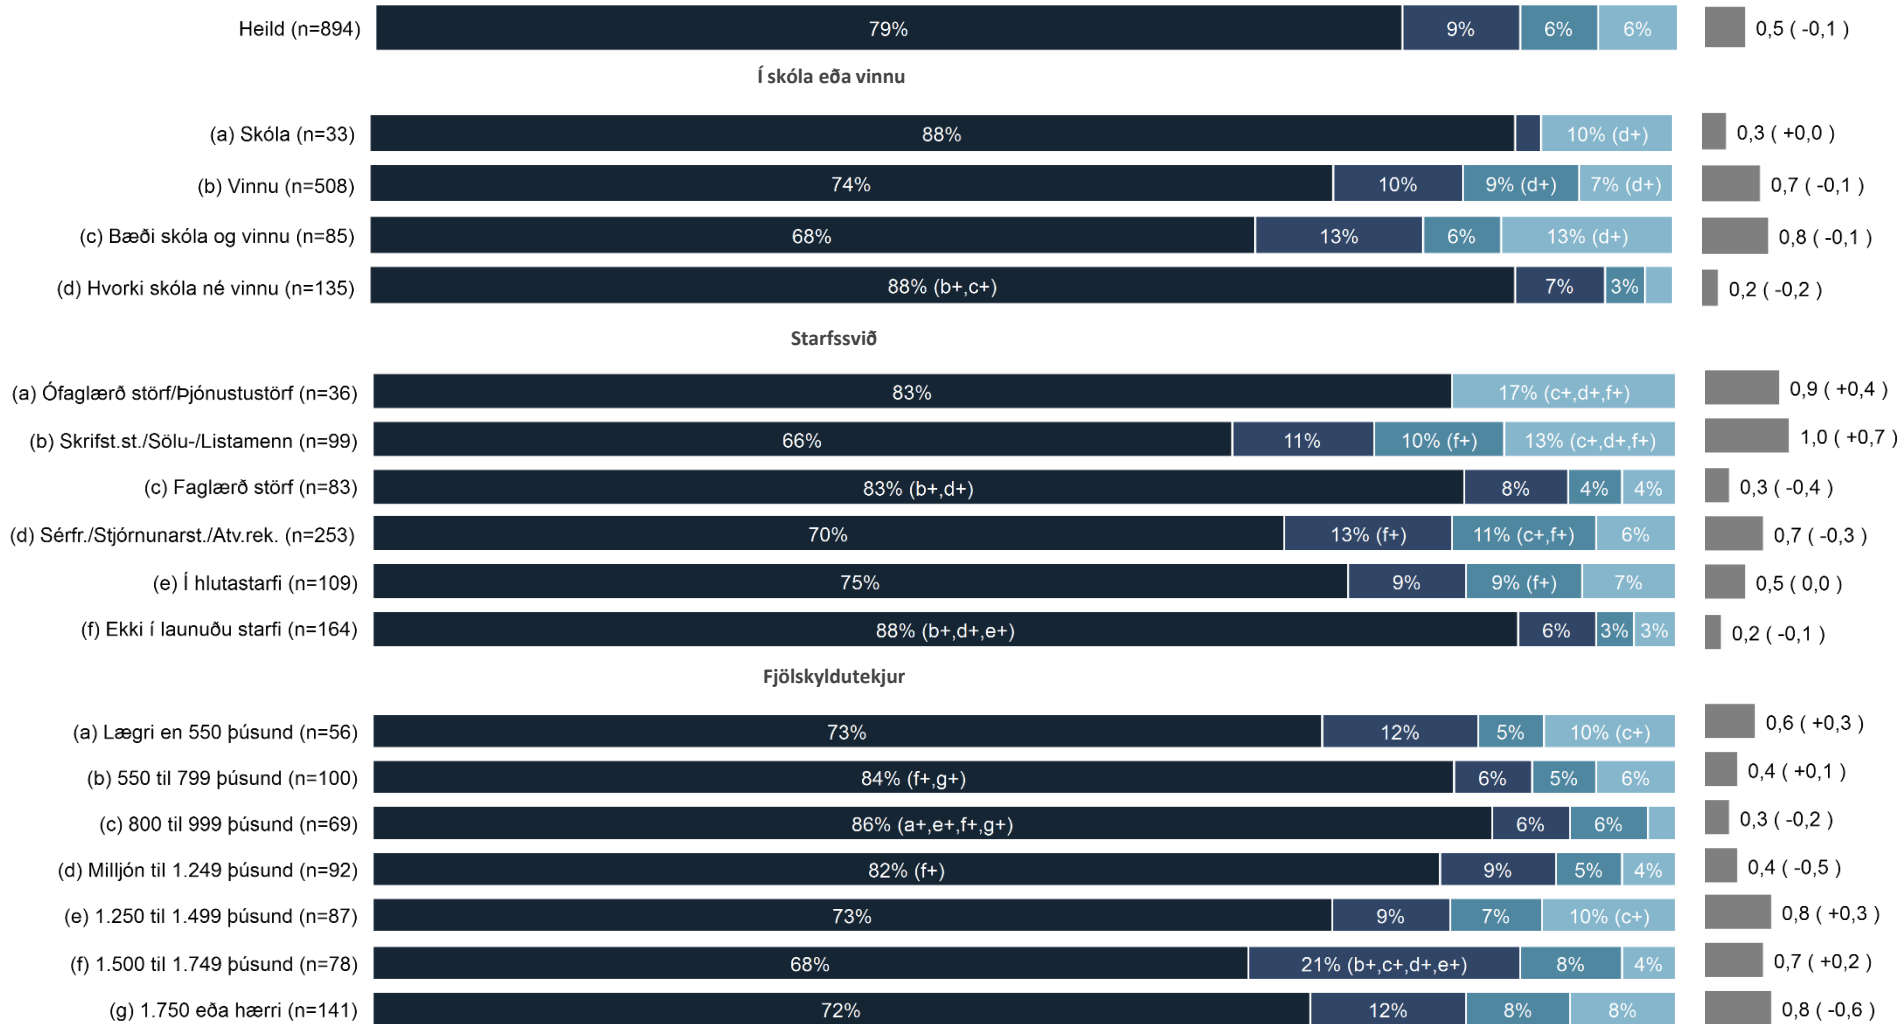 Heild (n=894) 79% 9% 6% 6% 0,5 ( -0,1 )
Í skóla eða vinnu
(a) Skóla (n=33) 88% 10% (d+) 0,3 ( +0,0 )
(b) Vinnu (n=508) 74% 10% 9% (d+) 7% (d+) 0,7 ( -0,1 )
(c) Bæði skóla og vinnu (n=85) 68% 13% 6% 13% (d+) 0,8 ( -0,1 )
(d) Hvorki skóla né vinnu (n=135) 88% (b+,c+) 7% 3% 0,2 ( -0,2 )
Starfssvið
(a) Ófaglærð störf/Þjónustustörf (n=36) 83% 17% (c+,d+,f+) 0,9 ( +0,4 )
(b) Skrifst.st./Sölu-/Listamenn (n=99) 66% 11% 10% (f+) 13% (c+,d+,f+) 1,0 ( +0,7 )
(c) Faglærð störf (n=83) 83% (b+,d+) 8% 4% 4% 0,3 ( -0,4 )
(d) Sérfr./Stjórnunarst./Atv.rek. (n=253) 70% 13% (f+) 11% (c+,f+) 6% 0,7 ( -0,3 )
(e) Í hlutastarfi (n=109) 75% 9% 9% (f+) 7% 0,5 ( 0,0 )
(f) Ekki í launuðu starfi (n=164) 88% (b+,d+,e+) 6% 3% 3% 0,2 ( -0,1 )
Fjölskyldutekjur
(a) Lægri en 550 þúsund (n=56) 73% 12% 5% 10% (c+) 0,6 ( +0,3 )
(b) 550 til 799 þúsund (n=100) 84% (f+,g+) 6% 5% 6% 0,4 ( +0,1 )
(c) 800 til 999 þúsund (n=69) 86% (a+,e+,f+,g+) 6% 6% 0,3 ( -0,2 )
(d) Milljón til 1.249 þúsund (n=92) 82% (f+) 9% 5% 4% 0,4 ( -0,5 )
(e) 1.250 til 1.499 þúsund (n=87) 73% 9% 7% 10% (c+) 0,8 ( +0,3 )
(f) 1.500 til 1.749 þúsund (n=78) 68% 21% (b+,c+,d+,e+) 8% 4% 0,7 ( +0,2 )
(g) 1.750 eða hærri (n=141) 72% 12% 8% 8% 0,8 ( -0,6 )